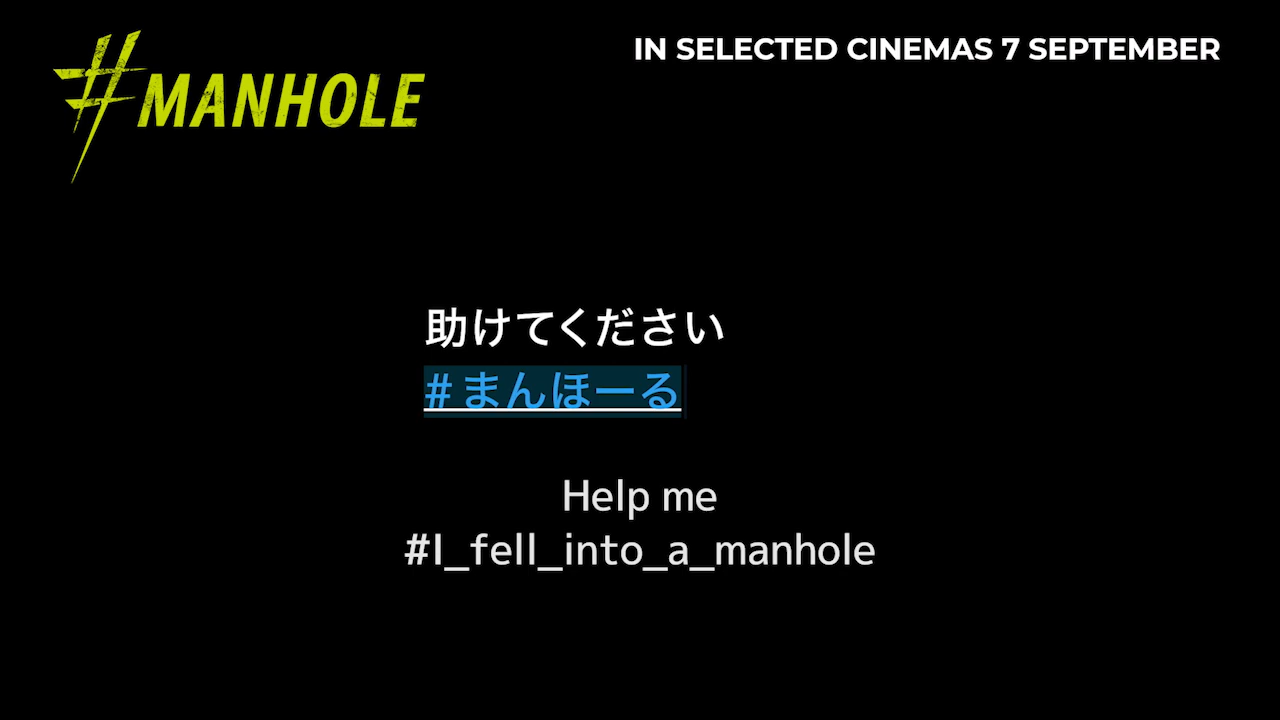 #MANHOLE
IN SELECTED CINEMAS 7 SEPTEMBER
助けてください
#まんほーる
Help me
#I_fell_into_a_manhole